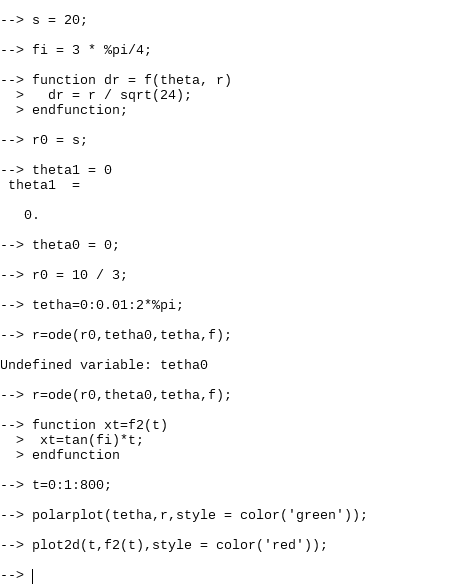 --> s = 20;
--> fi = 3 * %pi/4;
--> function dr = f(theta, r)
  >   dr = r / sqrt(24);
  > endfunction;
--> r0 = s;
--> theta1 = 0
 theta1  =
   0.
--> theta0 = 0;
--> r0 = 10 / 3;
--> tetha=0:0.01:2*%pi;
--> r=ode(r0,tetha0,tetha,f);
Undefined variable: tetha0
--> r=ode(r0,theta0,tetha,f);
--> function xt=f2(t)
  >  xt=tan(fi)*t;
  > endfunction
--> t=0:1:800;
--> polarplot(tetha,r,style = color('green'));
--> plot2d(t,f2(t),style = color('red'));
-->